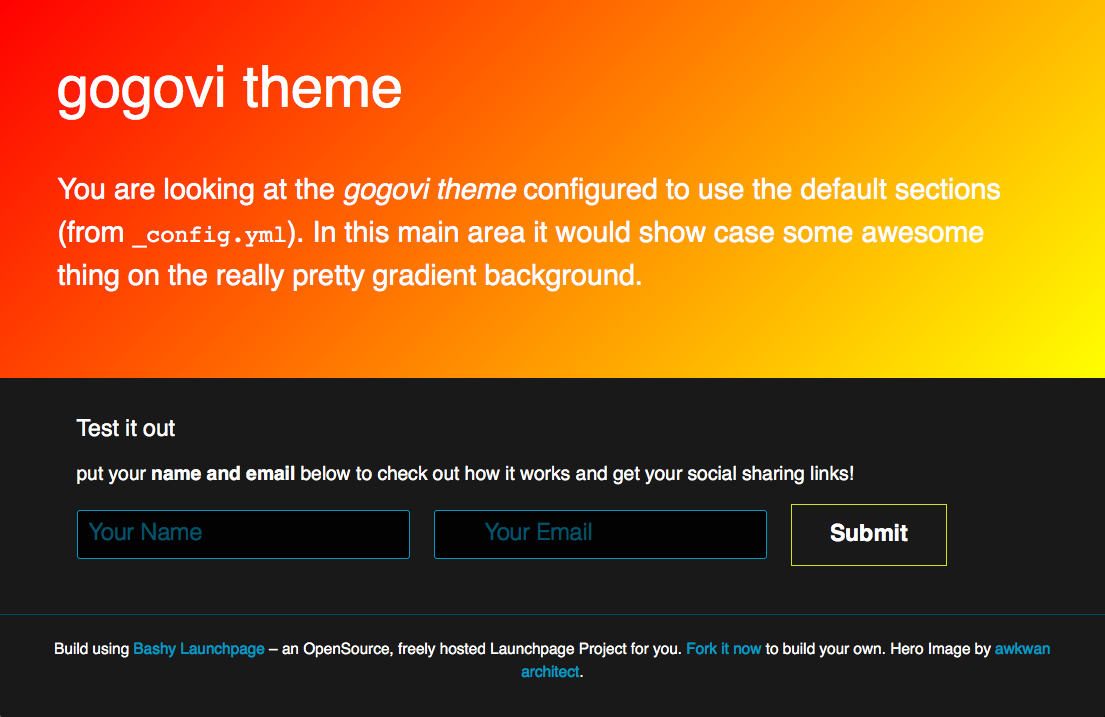 gogovi theme
You are looking at the gogovi theme configured to use the default sections
(from _config.yml). In this main area it would show case some awesome
thing on the really pretty gradient background.
Test it out
put your name and email below to check out how it works and get your social sharing links!
Your Name Your Email Submit
Build using Bashy Launchpage – an OpenSource, freely hosted Launchpage Project for you. Fork it now to build your own. Hero Image by awkwan
architect.